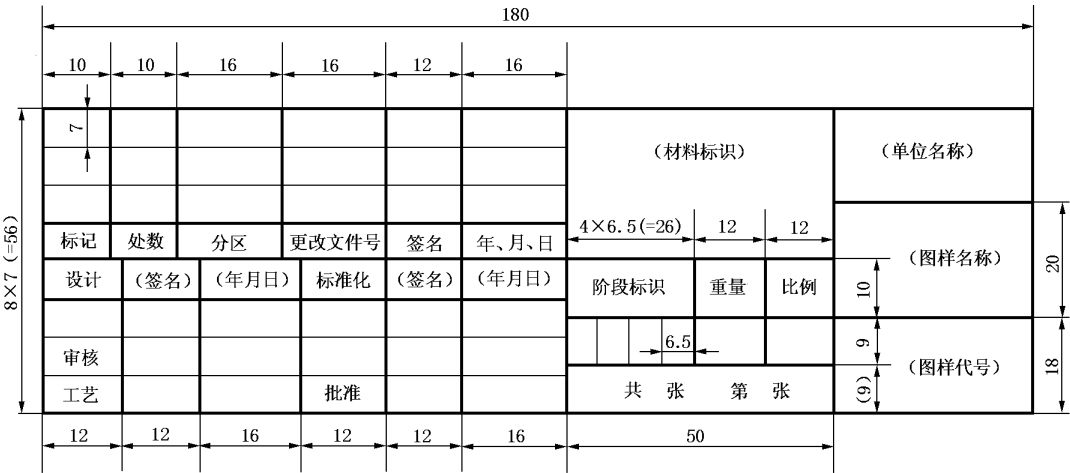 180
10 10 16 16 12 16
7
(材料标识) (单位名称)
8×7(=56)
4×6.5(=26) 12 12
标记 处数 分区 更改文件号 签名 年、月、日
设计 (签名) (年月日) 标准化 (签名) (年月日)
阶段标识 重量 比例 10 (图样名称) 20
6.5 9
审核
(图样代号) 18
工艺 批准 共 张 第 张 (9)
12 12 16 12 12 16 50